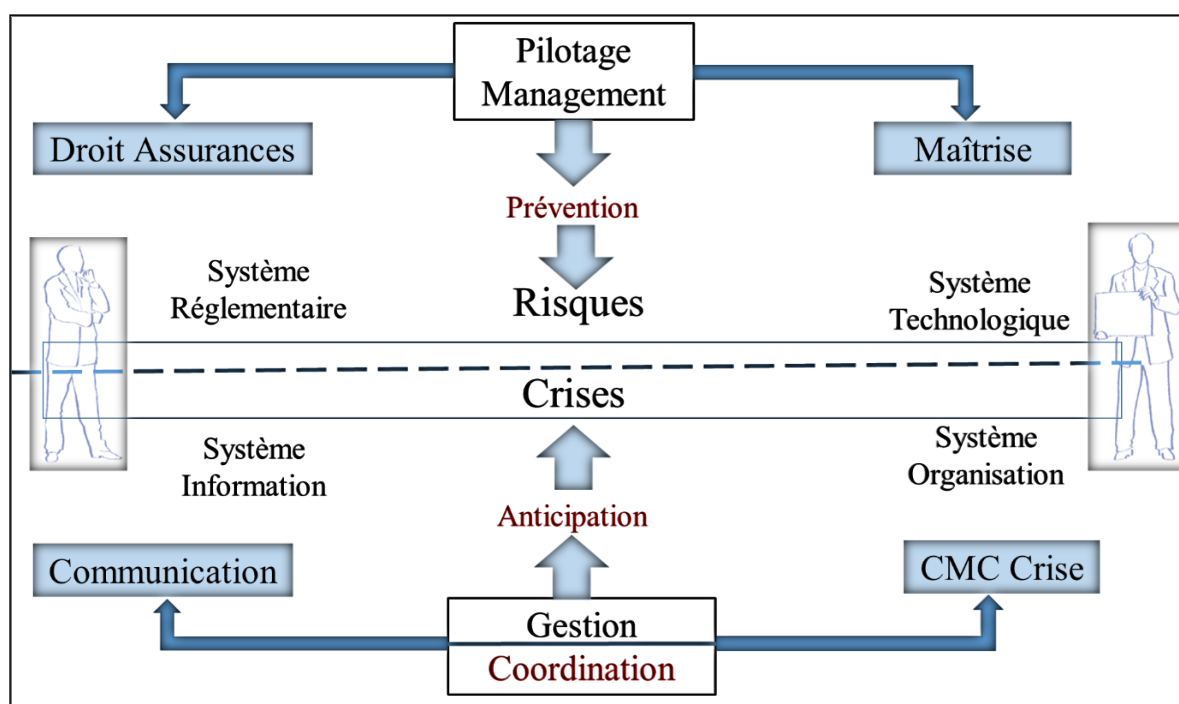 Pilotage
Management
Droit Assurances
Maîtrise
Prévention
Système
Réglementaire
Risques
Système
Technologique
Crises
Système
Information
Système
Organisation
Anticipation
Communication
CMC Crise
Gestion
Coordination